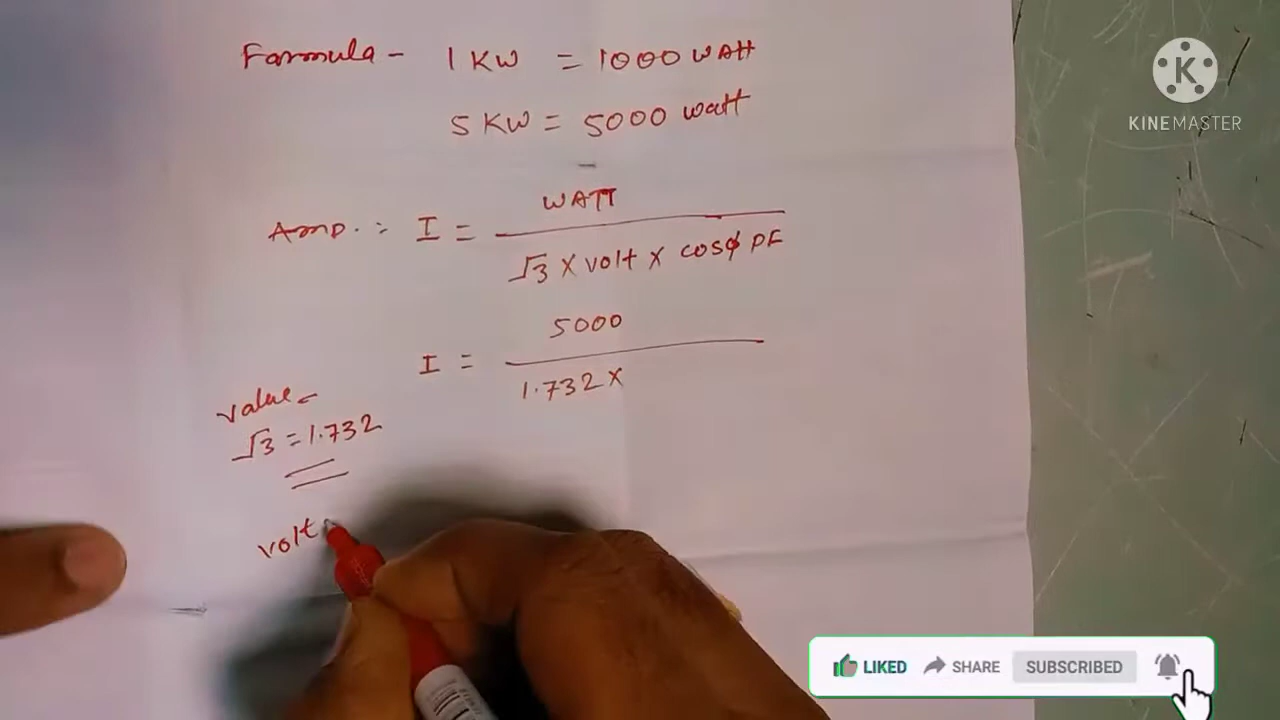 Formula - 1 KW = 1000 WATT
5 KW = 5000 watt
Amp. : I = WATT
√3 X volt X cosϕ PF
I = 5000
1.732 X
value -
√3 = 1.732
volt
K
KINEMASTER
LIKED SHARE SUBSCRIBED